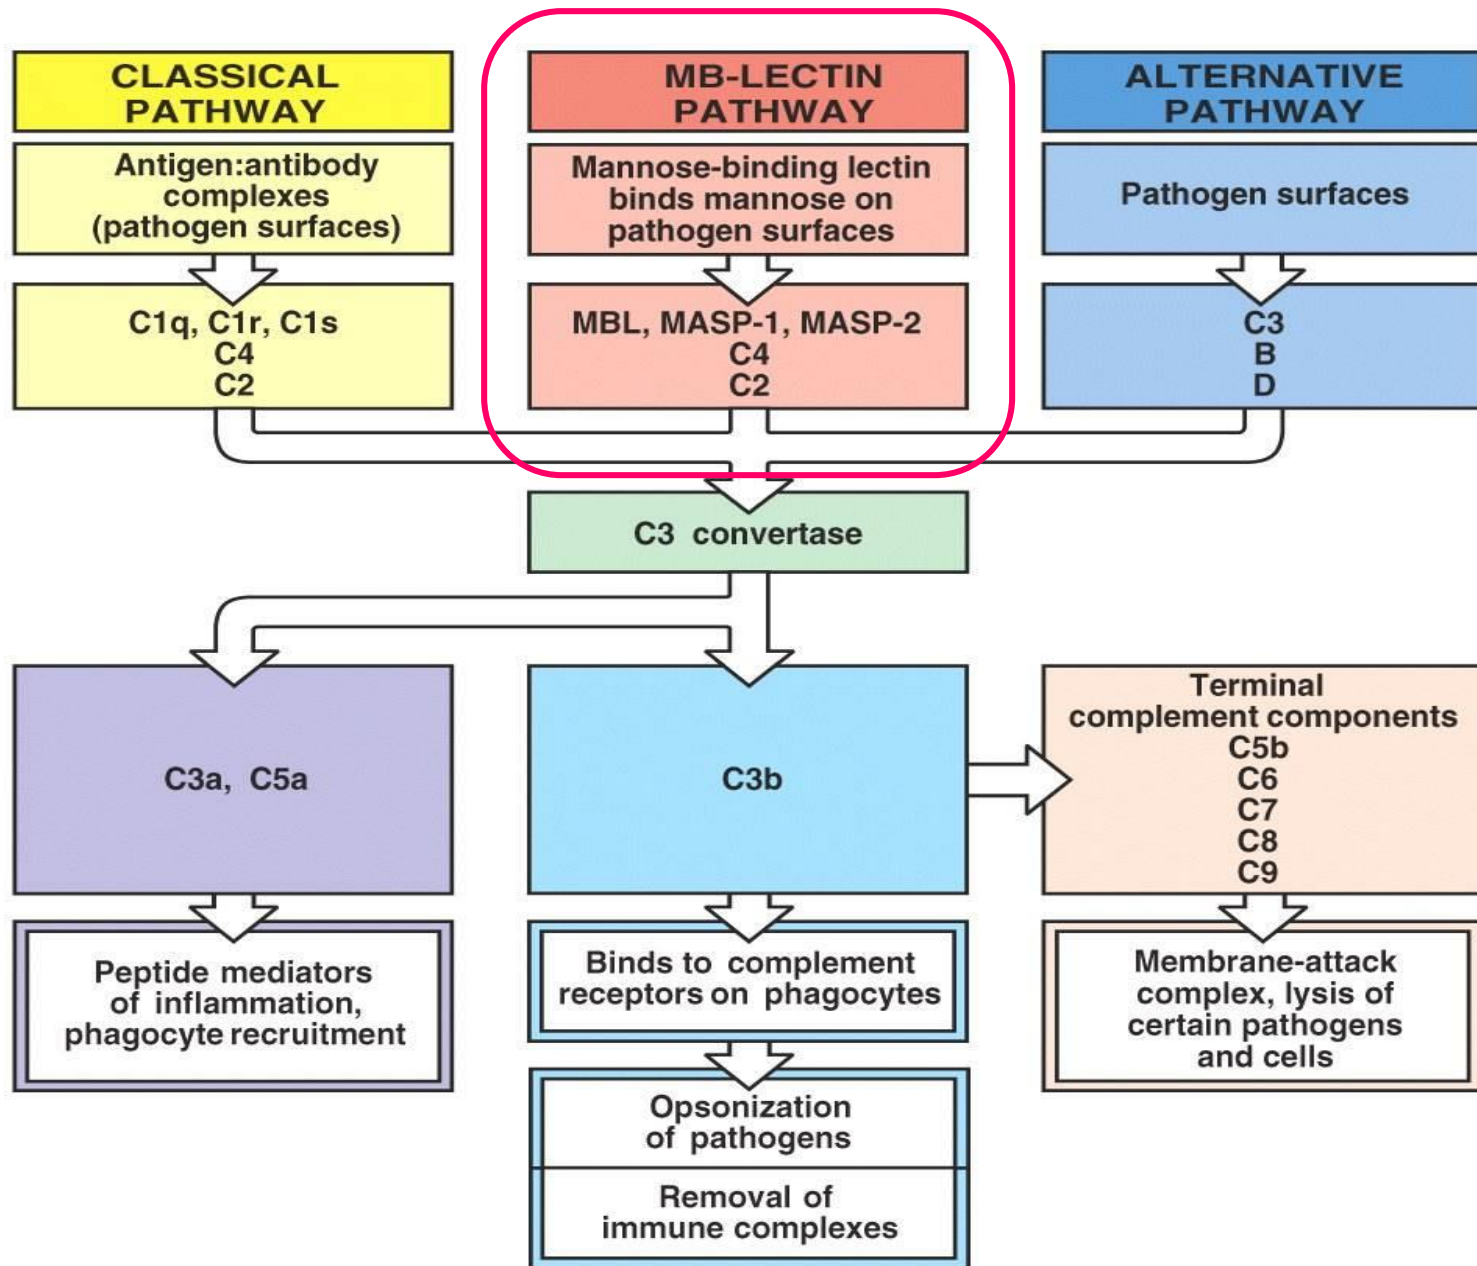 CLASSICAL
PATHWAY
Antigen:antibody
complexes
(pathogen surfaces)
C1q, C1r, C1s
C4
C2
MB-LECTIN
PATHWAY
Mannose-binding lectin
binds mannose on
pathogen surfaces
MBL, MASP-1, MASP-2
C4
C2
ALTERNATIVE
PATHWAY
Pathogen surfaces
C3
B
D
C3 convertase
C3a, C5a
Peptide mediators
of inflammation,
phagocyte recruitment
C3b
Binds to complement
receptors on phagocytes
Opsonization
of pathogens
Removal of
immune complexes
Terminal
complement components
C5b
C6
C7
C8
C9
Membrane-attack
complex, lysis of
certain pathogens
and cells